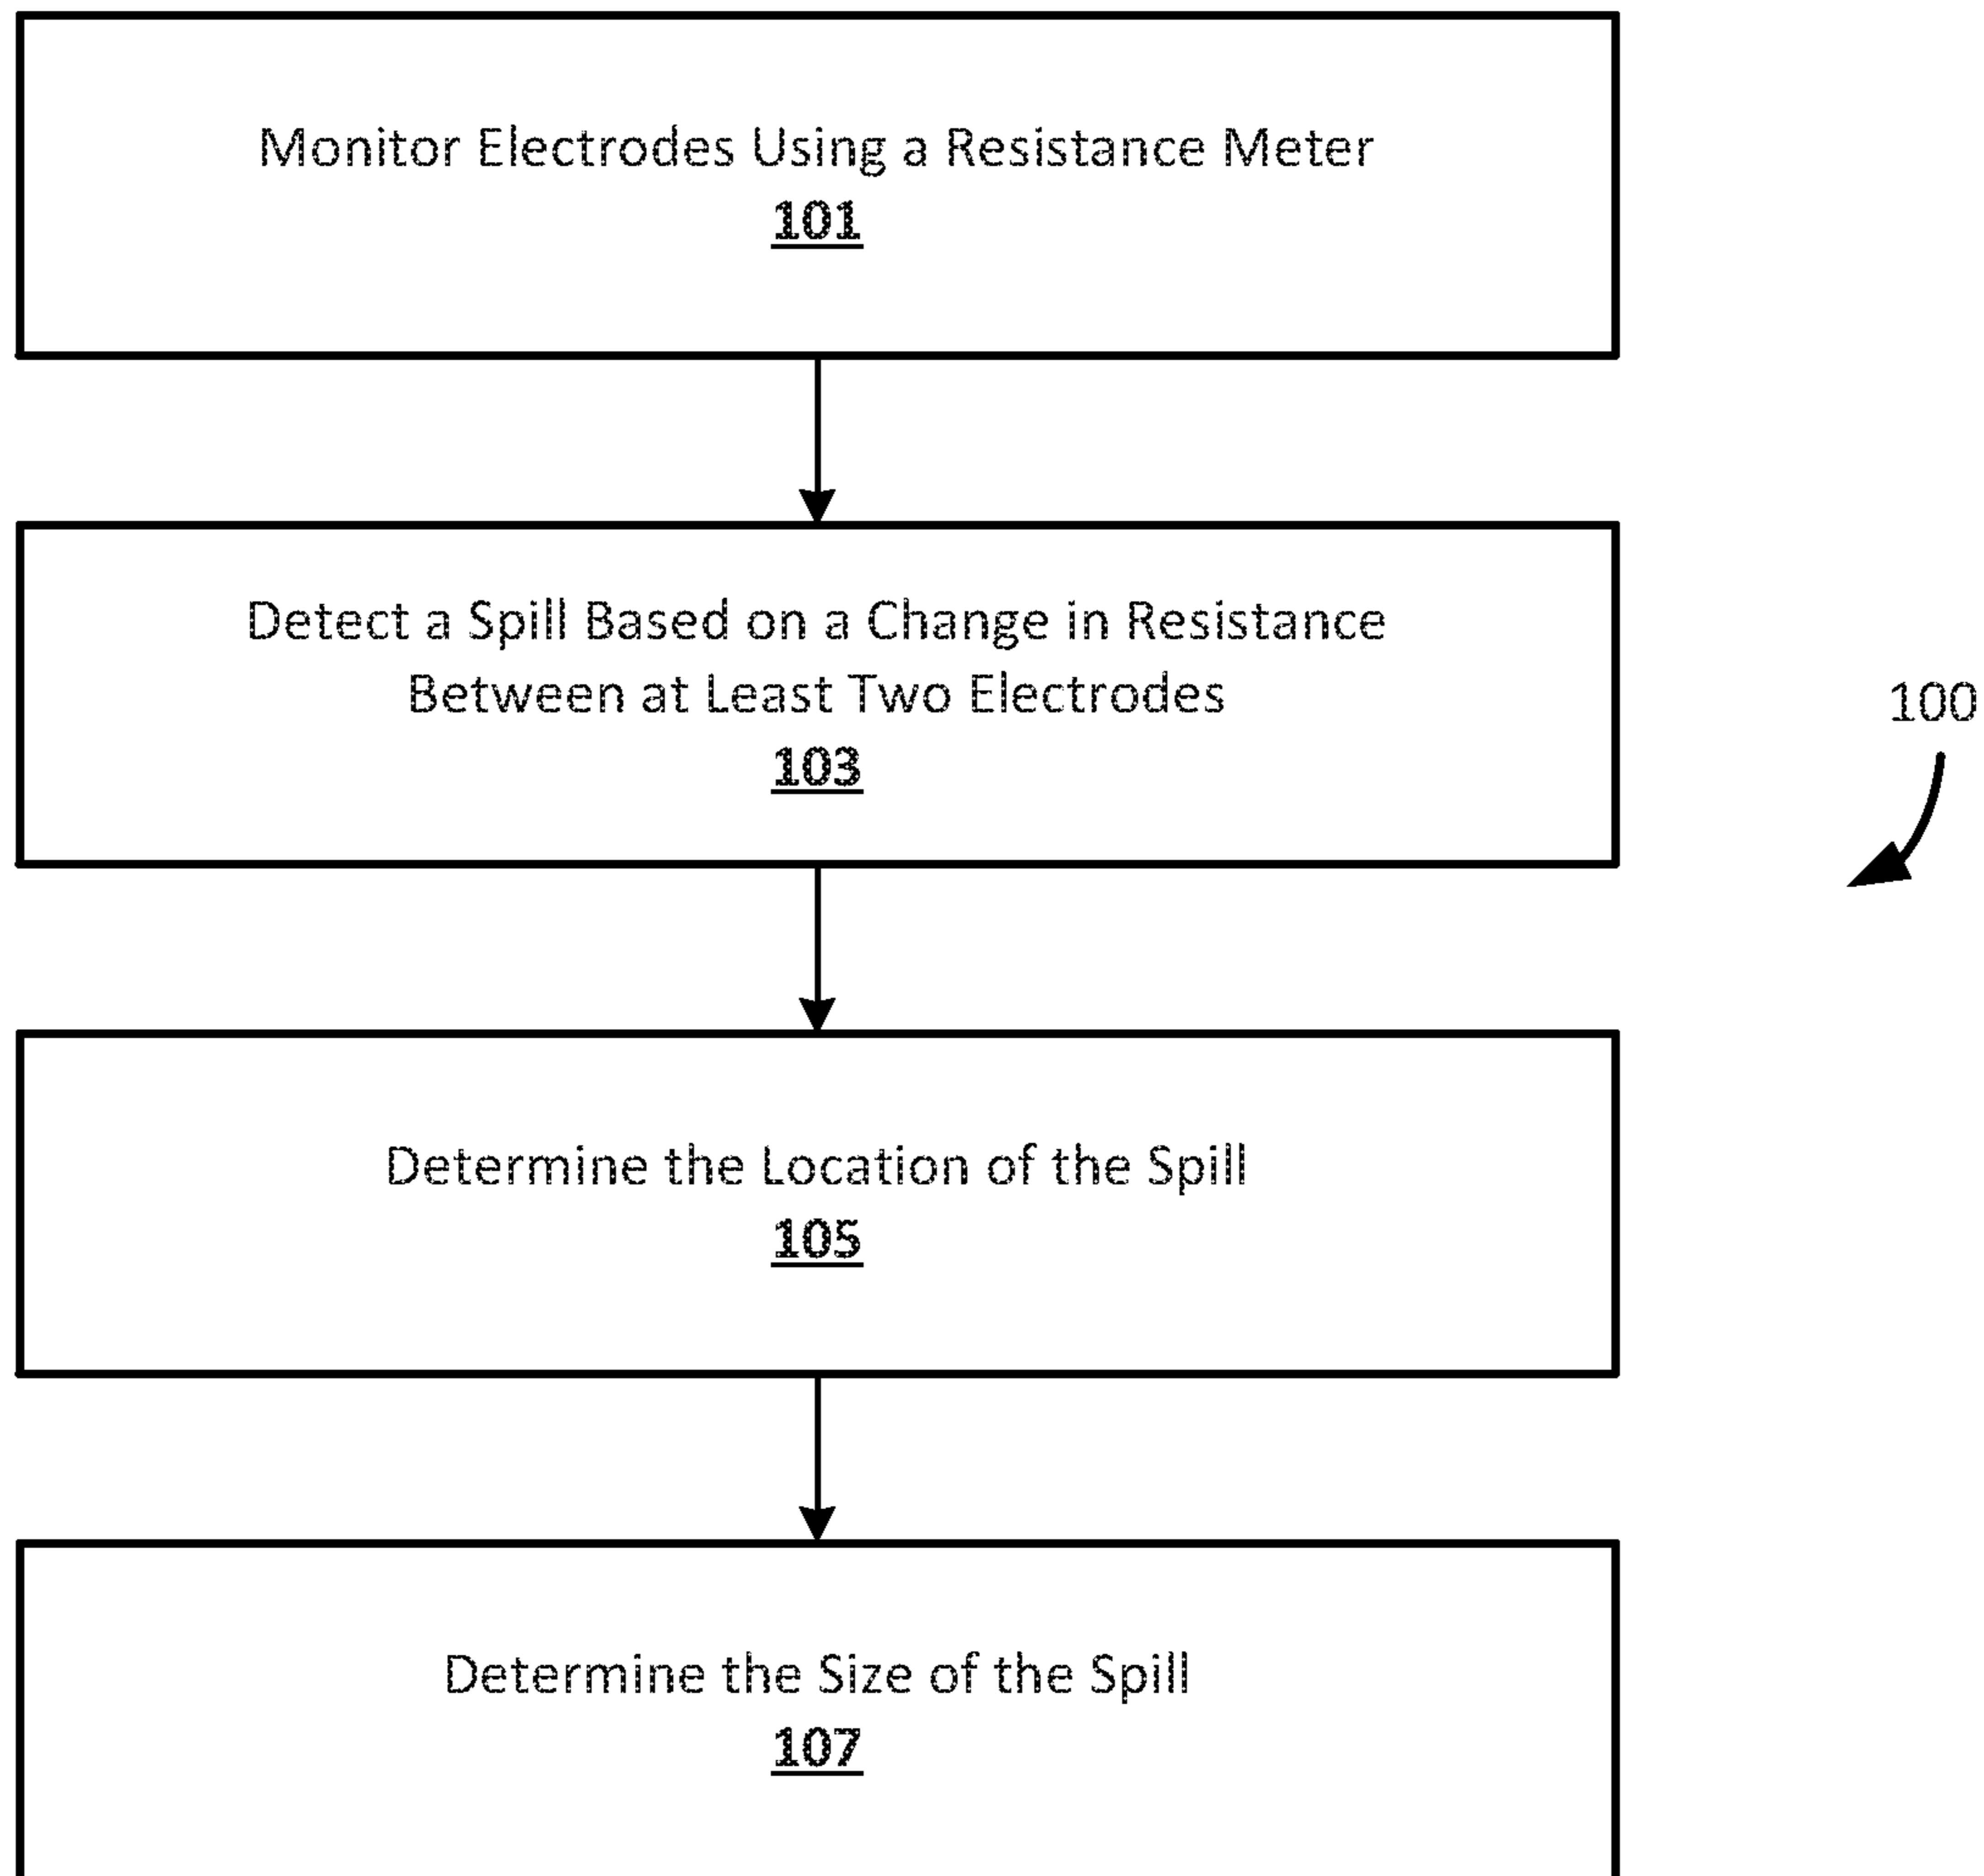 Monitor Electrodes Using a Resistance Meter
101
Detect a Spill Based on a Change in Resistance
Between at Least Two Electrodes
103
100
Determine the Location of the Spill
105
Determine the Size of the Spill
107